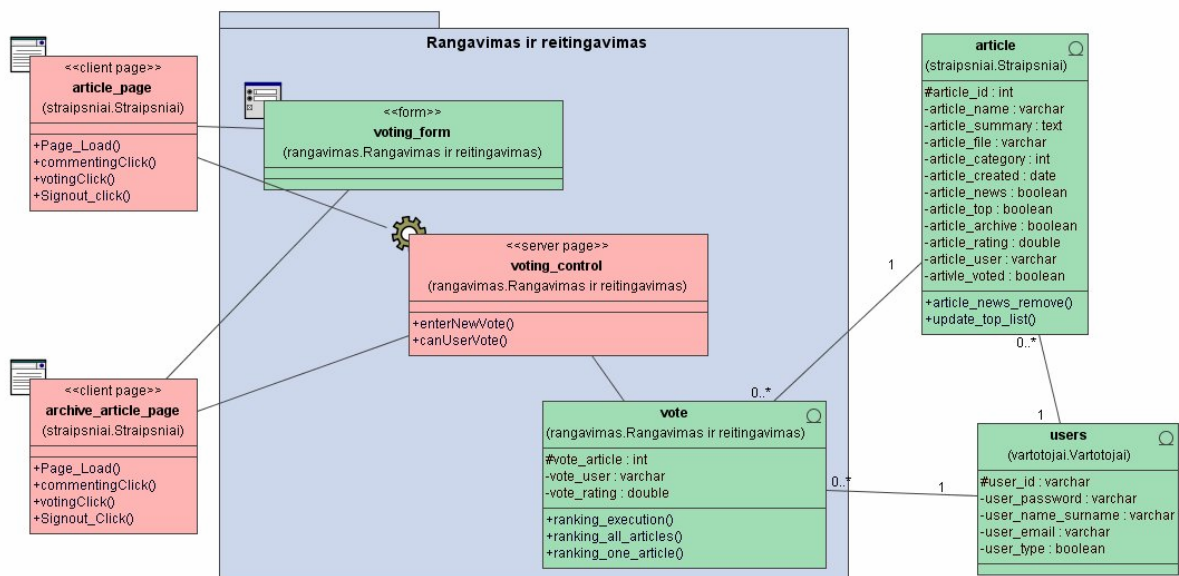 Rangavimas ir reitingavimas
<<client page>>
article_page
(straipsniai.Straipsniai)
+Page_Load()
+commentingClick()
+votingClick()
+Signout_click()
<<form>>
voting_form
(rangavimas.Rangavimas ir reitingavimas)
<<server page>>
voting_control
(rangavimas.Rangavimas ir reitingavimas)
+enterNewVote()
+canUserVote()
<<client page>>
archive_article_page
(straipsniai.Straipsniai)
+Page_Load()
+commentingClick()
+votingClick()
+Signout_Click()
vote
(rangavimas.Rangavimas ir reitingavimas)
#vote_article : int
-vote_user : varchar
-vote_rating : double
+ranking_execution()
+ranking_all_articles()
+ranking_one_article()
article
(straipsniai.Straipsniai)
#article_id : int
-article_name : varchar
-article_summary : text
-article_file : varchar
-article_category : int
-article_created : date
-article_news : boolean
-article_top : boolean
-article_archive : boolean
-article_rating : double
-article_user : varchar
-artivle_voted : boolean
+article_news_remove()
+update_top_list()
1
0..*
0..*
1
0..*
1
users
(vartotojai.Vartotojai)
#user_id : varchar
-user_password : varchar
-user_name_surname : varchar
-user_email : varchar
-user_type : boolean